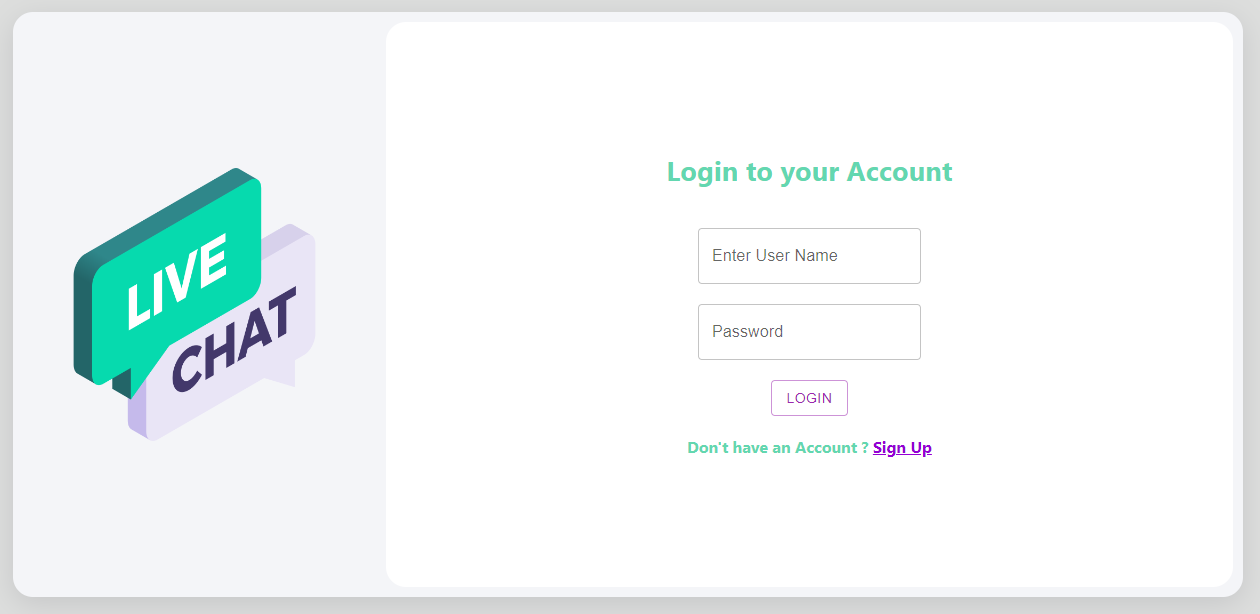 LIVE
CHAT
Login to your Account
Enter User Name
Password
LOGIN
Don't have an Account ? Sign Up